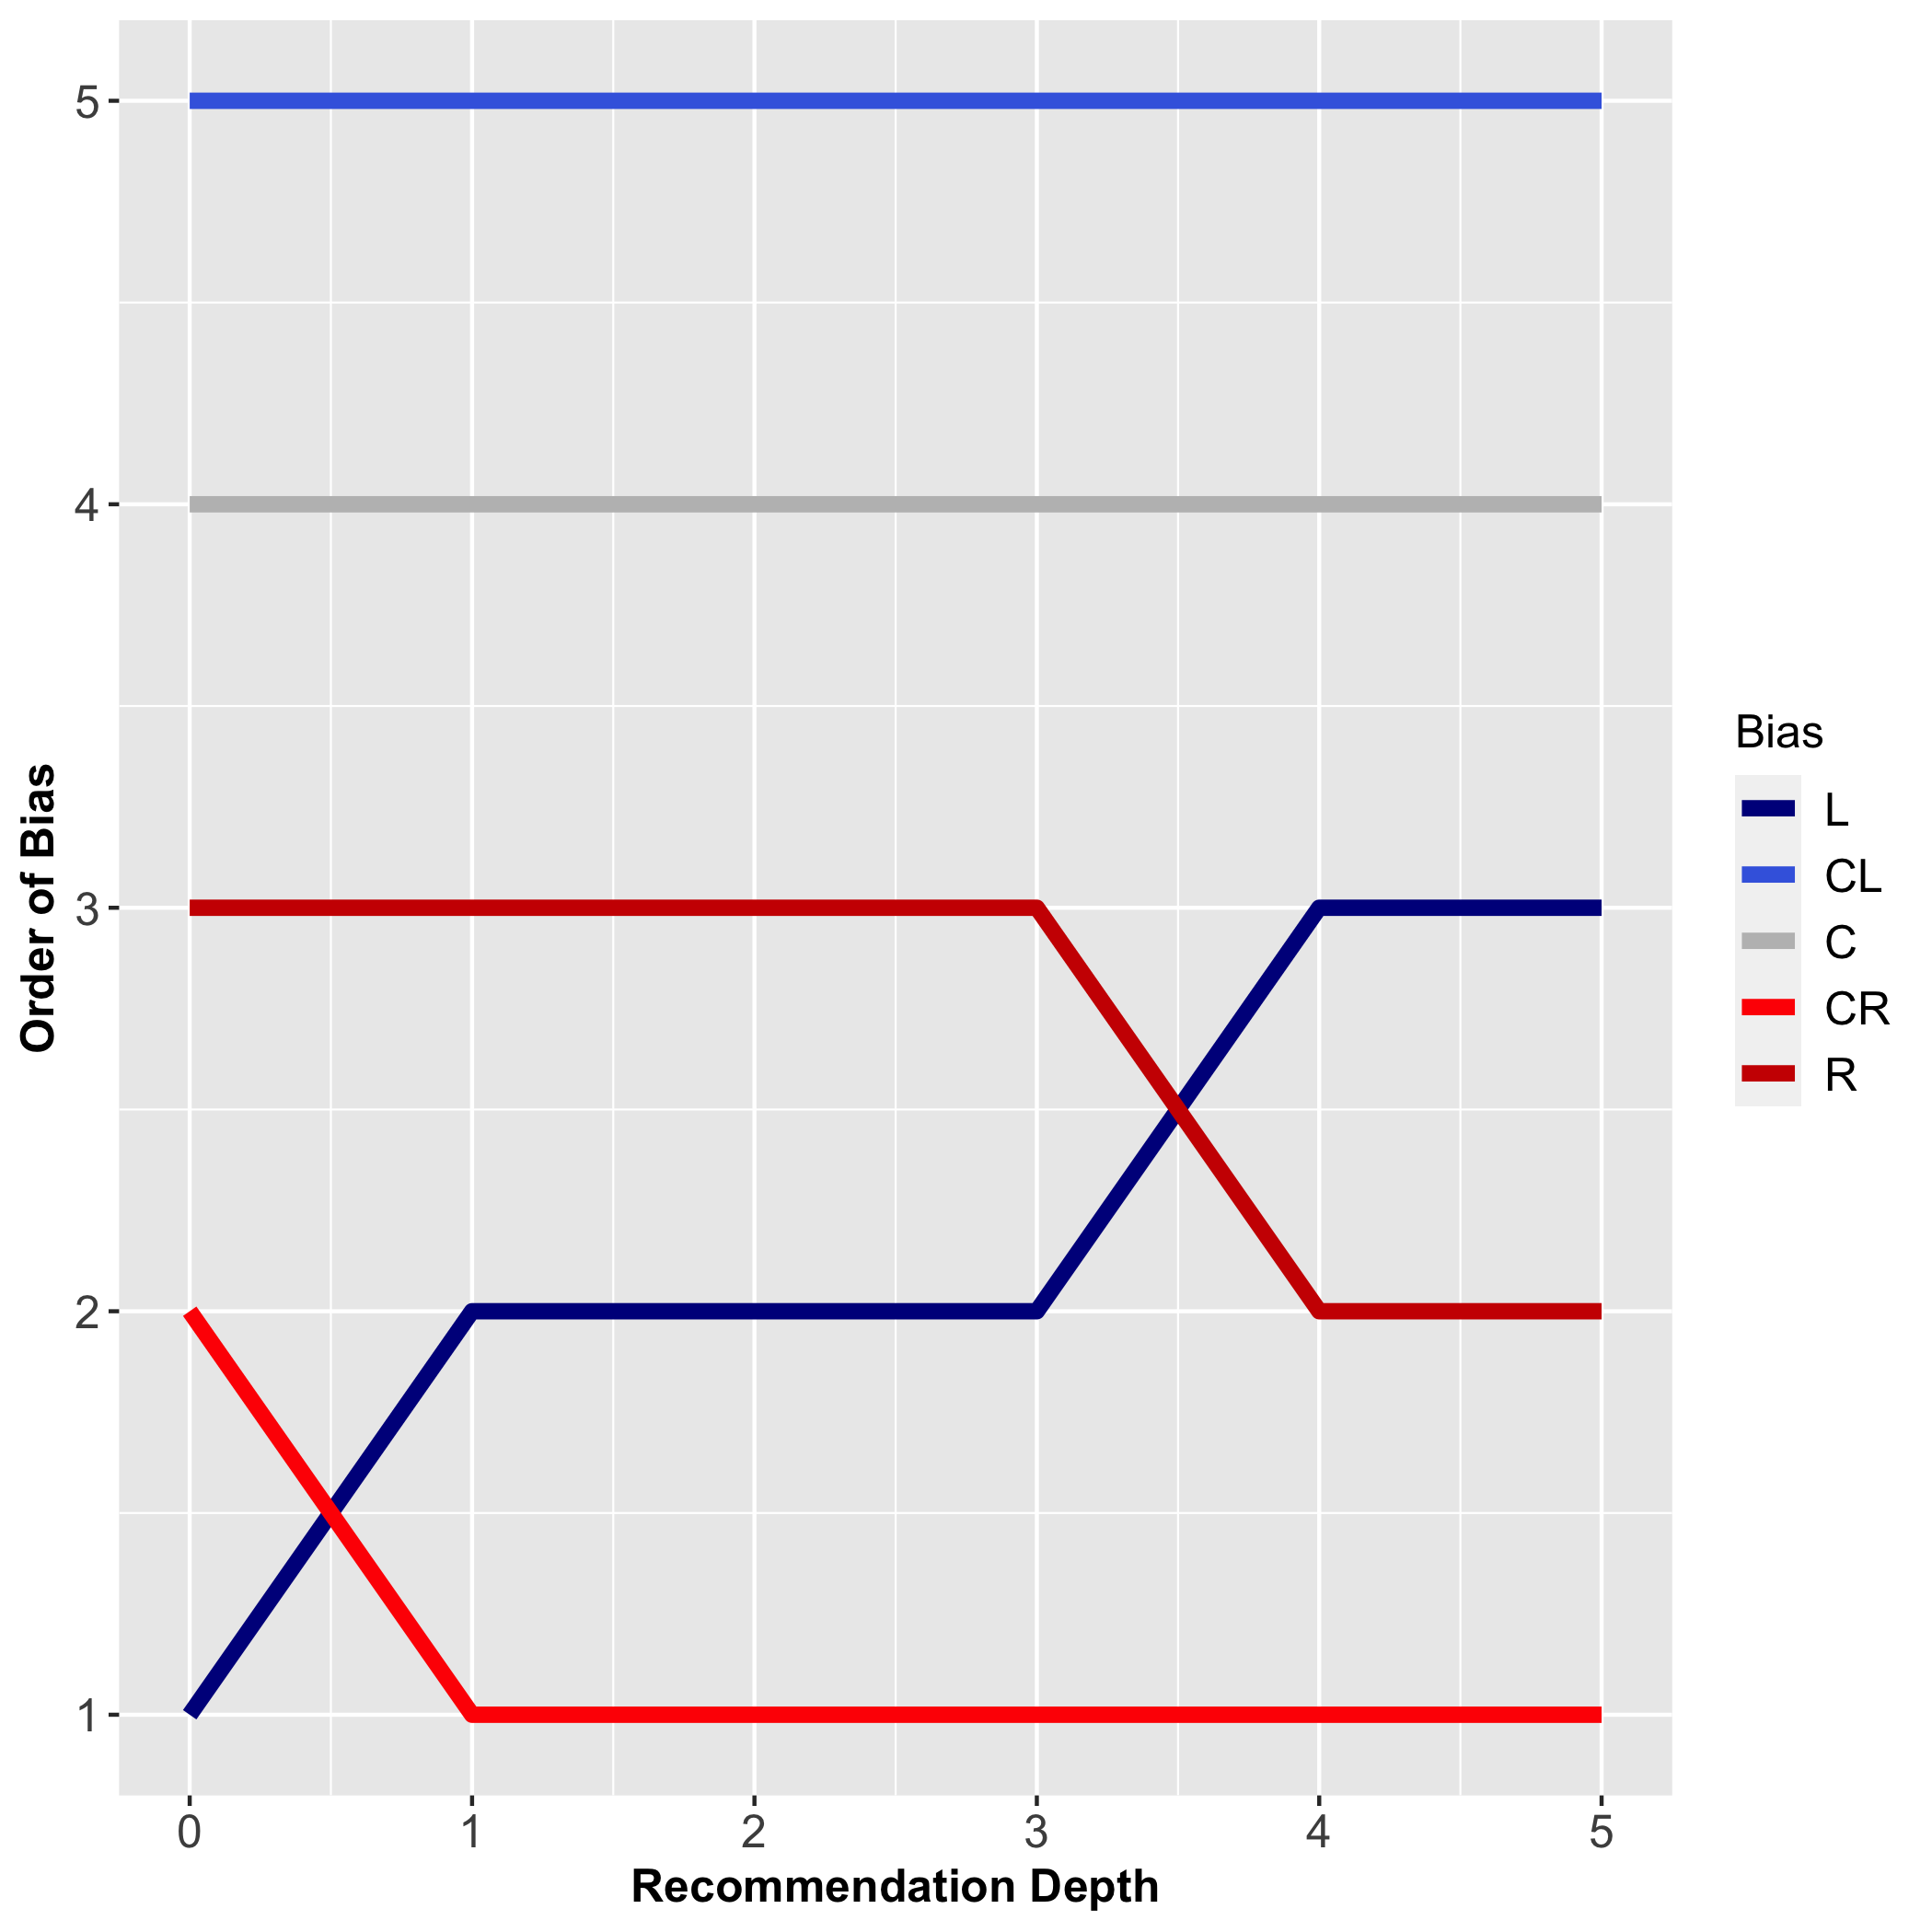 Order of Bias
5
4
3
2
1
0 1 2 3 4 5
Recommendation Depth
Bias
L
CL
C
CR
R